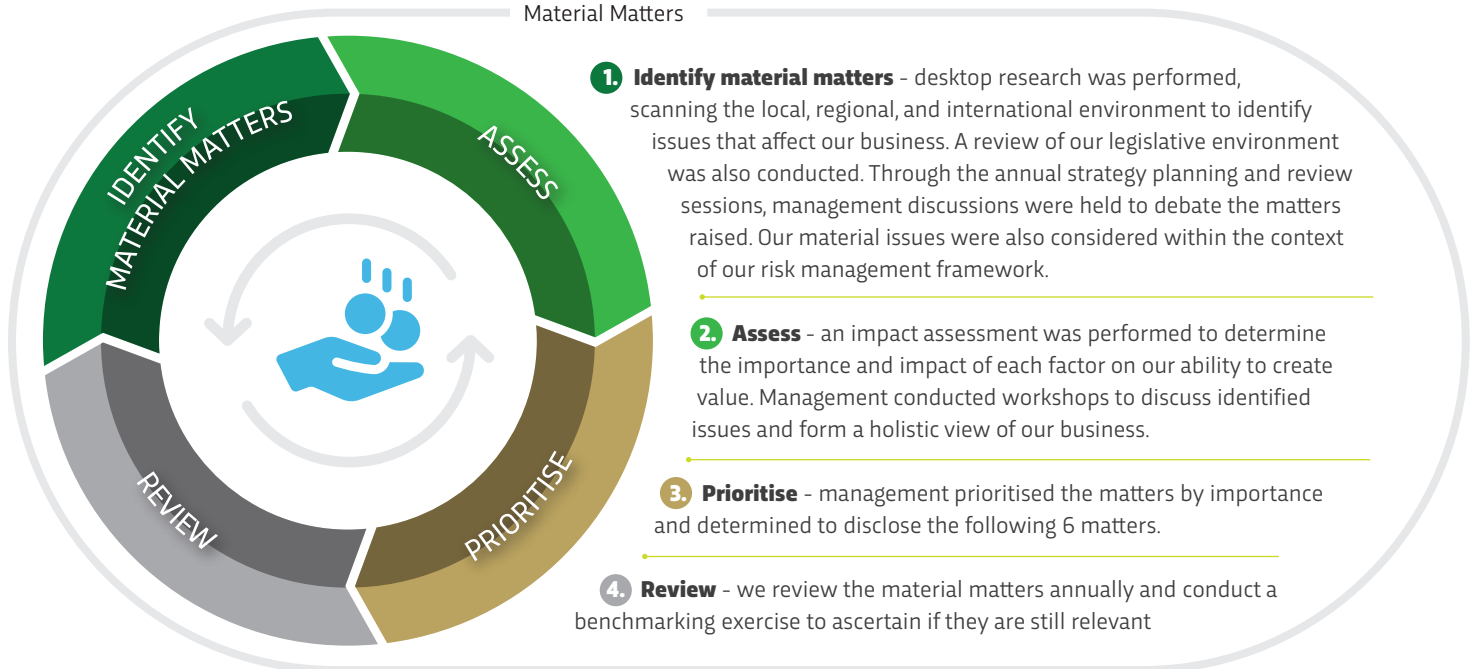 Material Matters
IDENTIFY
MATERIAL MATTERS
ASSESS
PRIORITISE
REVIEW
1. Identify material matters - desktop research was performed,
scanning the local, regional, and international environment to identify
issues that affect our business. A review of our legislative environment
was also conducted. Through the annual strategy planning and review
sessions, management discussions were held to debate the matters
raised. Our material issues were also considered within the context
of our risk management framework.
2. Assess - an impact assessment was performed to determine
the importance and impact of each factor on our ability to create
value. Management conducted workshops to discuss identified
issues and form a holistic view of our business.
3. Prioritise - management prioritised the matters by importance
and determined to disclose the following 6 matters.
4. Review - we review the material matters annually and conduct a
benchmarking exercise to ascertain if they are still relevant